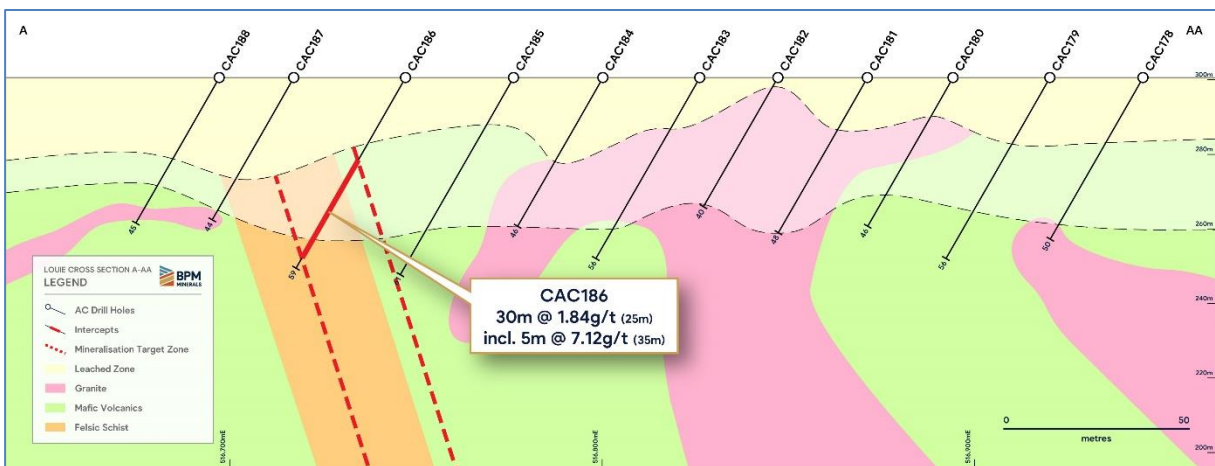 A
AA
CAC188
CAC187
CAC186
CAC185
CAC184
CAC183
CAC182
CAC181
CAC180
CAC179
CAC178
300m
280m
260m
240m
220m
200m
45
44
59
46
56
40
48
46
56
50
CAC186
30m @ 1.84g/t (25m)
incl. 5m @ 7.12g/t (35m)
LOUIE CROSS SECTION A-AA
LEGEND
BPM
MINERALS
AC Drill Holes
Intercepts
Mineralisation Target Zone
Leached Zone
Granite
Mafic Volcanics
Felsic Schist
0
50
metres
516,700mE
516,800mE
516,900mE